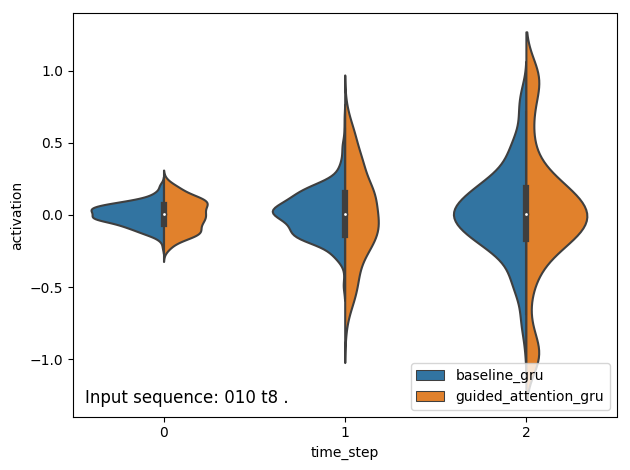 1.0
0.5
0.0
−0.5
−1.0
activation
Input sequence: 010 t8 .
baseline_gru
guided_attention_gru
0 1 2
time_step